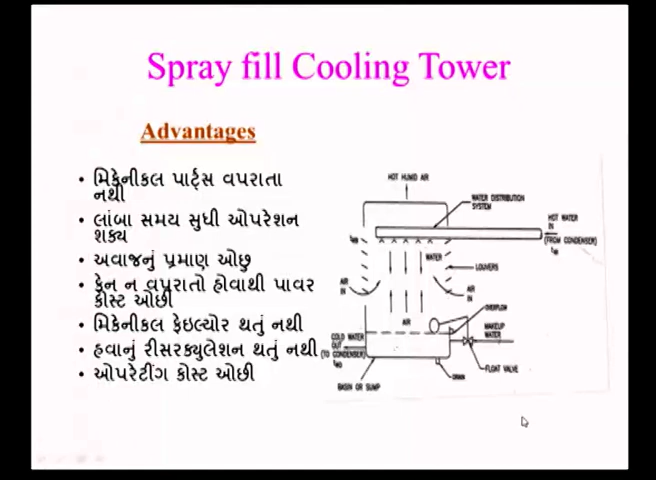 Spray fill Cooling Tower
Advantages
• મિકેનીકલ પાર્ટ્સ વપરાતા
નથી
• લાંબા સમય સુધી ઓપરેશન
શક્ય
• અવાજનું પ્રમાણ ઓછુ
• ફેન ન વપરાતો હોવાથી પાવર
કોસ્ટ ઓછી
• મિકેનીકલ ફેઇલ્યોર થતું નથી
• હવાનું રીસરક્યુલેશન થતું નથી
• ઓપરેટીંગ કોસ્ટ ઓછી
HOT HUMID AIR
WATER DISTRIBUTION
SYSTEM
HOT WATER
IN
(FROM CONDENSER)
WATER
LOUVERS
AIR
IN
AIR
IN
AIR
OVERFLOW
MAKEUP
WATER
COLD WATER
OUT
(TO CONDENSER)
FLOAT VALVE
DRAIN
BASIN OR SUMP